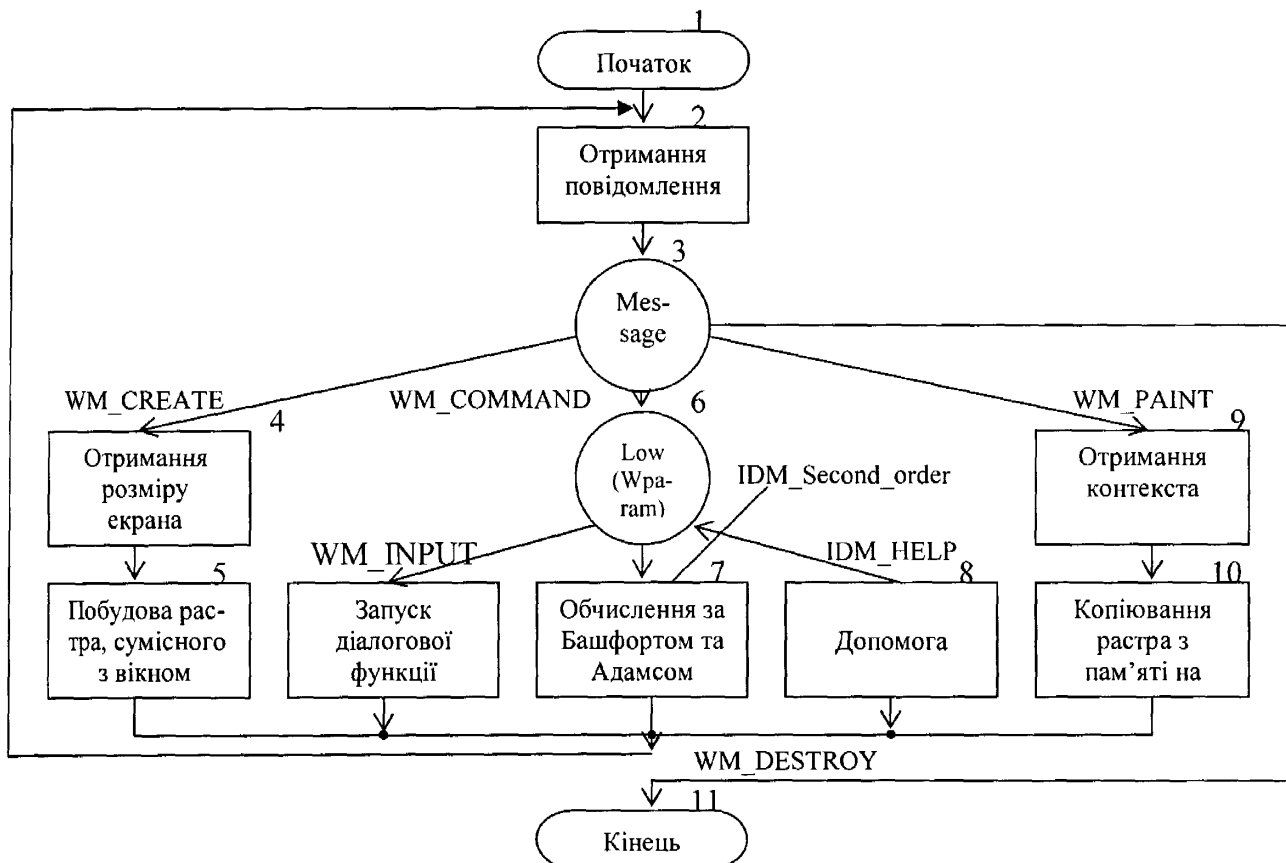 1
Початок
2
Отримання
повідомлення
3
Mes-
sage
WM_CREATE
4
WM_COMMAND
6
WM_PAINT
9
Отримання
розміру
екрана
Low
(Wpa-
ram)
IDM_Second_order
Отримання
контекста
WM_INPUT
IDM_HELP
5
7
8
10
Побудова рас-
тра, сумісного
з вікном
Запуск
діалогової
функції
Обчислення за
Башфортом та
Адамсом
Допомога
Копіювання
растра з
пам’яті на
WM_DESTROY
11
Кінець